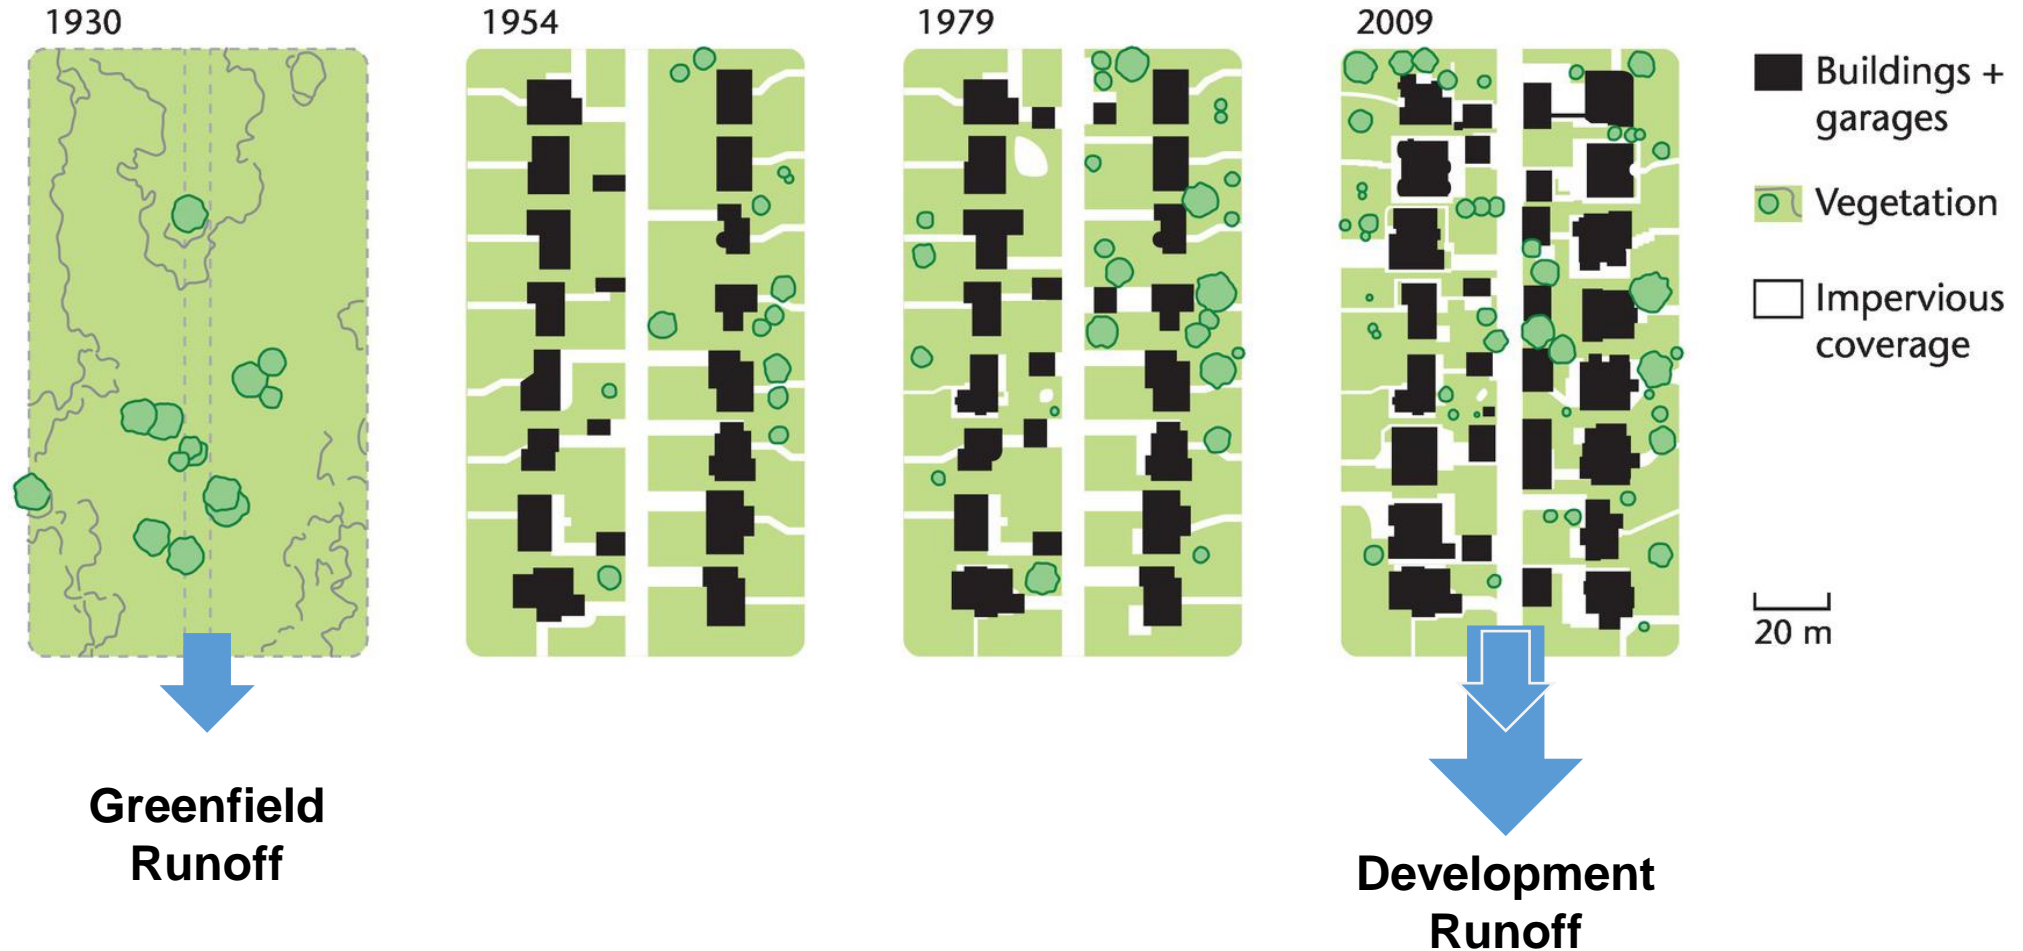 1930
1954
1979
2009
Buildings +
garages
Vegetation
Impervious
coverage
20 m
Greenfield
Runoff
Development
Runoff